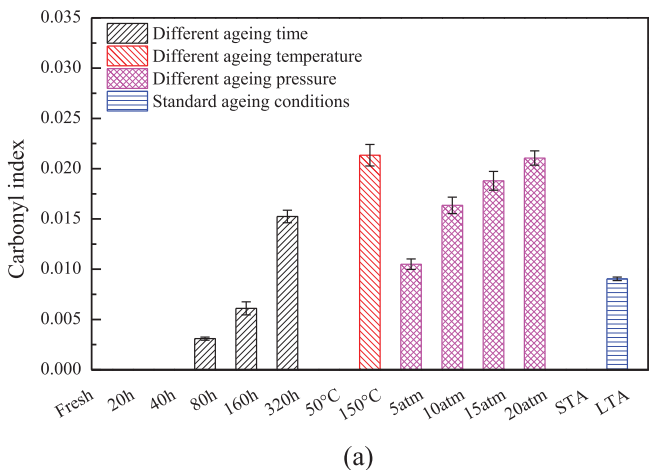 0.035
0.030
0.025
0.020
0.015
0.010
0.005
0.000
Carbonyl index
Different ageing time
Different ageing temperature
Different ageing pressure
Standard ageing conditions
Fresh
20h
40h
80h
160h
320h
50°C
150°C
5atm
10atm
15atm
20atm
STA
LTA
(a)